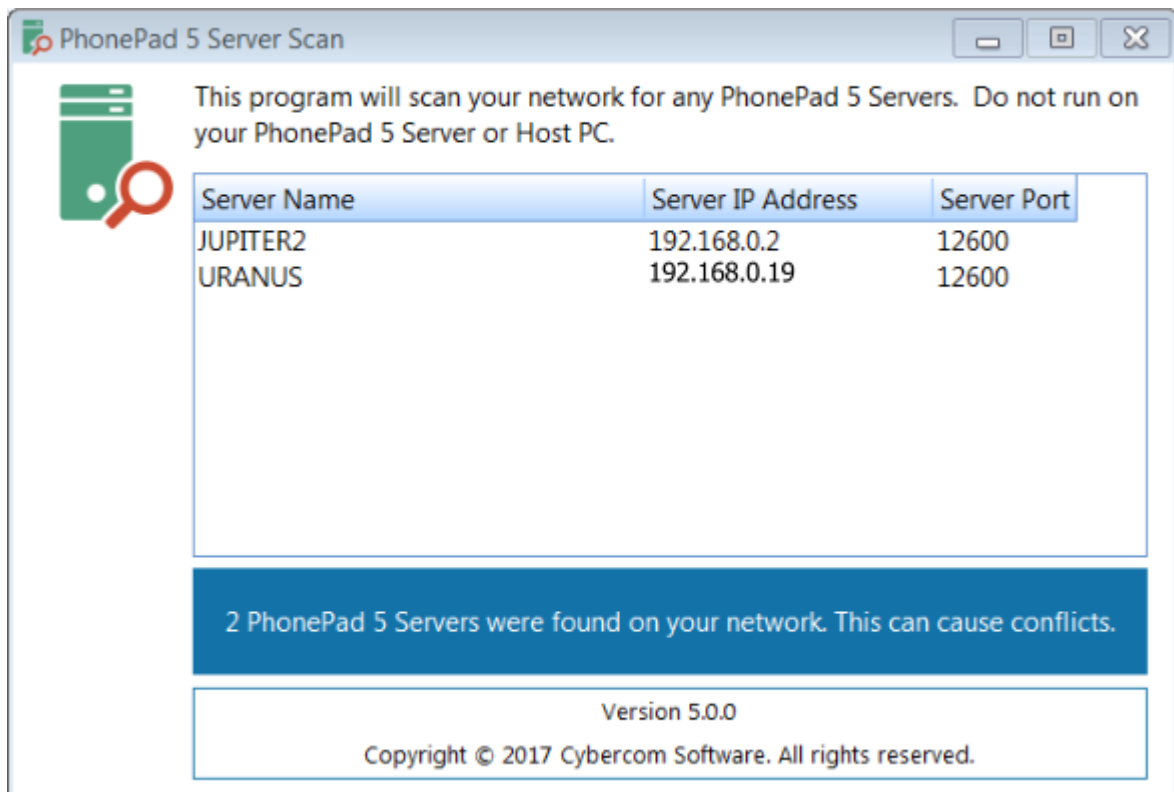 PhonePad 5 Server Scan
This program will scan your network for any PhonePad 5 Servers.  Do not run on
your PhonePad 5 Server or Host PC.
Server Name Server IP Address Server Port
JUPITER2 192.168.0.2 12600
URANUS 192.168.0.19 12600
2 PhonePad 5 Servers were found on your network. This can cause conflicts.
Version 5.0.0
Copyright © 2017 Cybercom Software. All rights reserved.